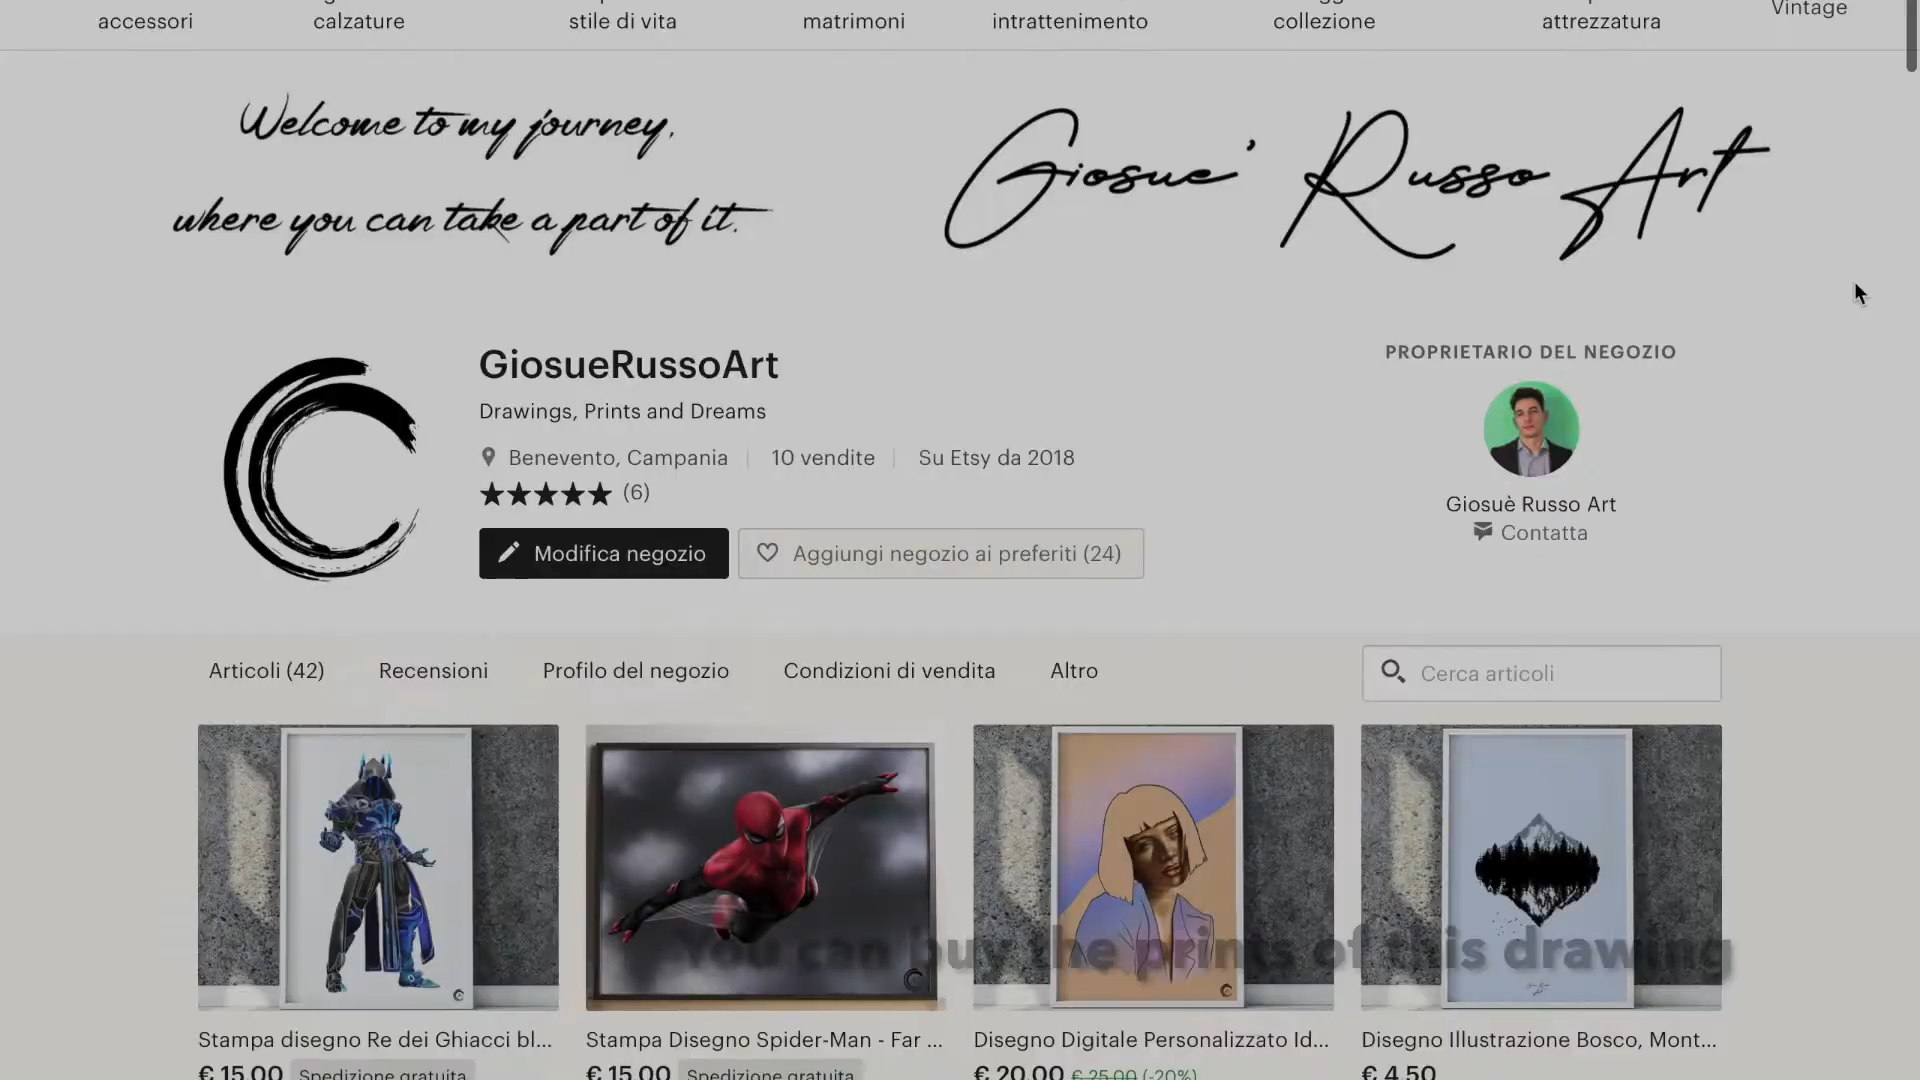 accessori
calzature
stile di vita
matrimoni
intrattenimento
collezione
attrezzatura
Vintage
Welcome to my journey,
where you can take a part of it.
Giosue' Russo Art
GiosueRussoArt
Drawings, Prints and Dreams
Benevento, Campania
10 vendite
Su Etsy da 2018
(6)
Modifica negozio
Aggiungi negozio ai preferiti (24)
PROPRIETARIO DEL NEGOZIO
Giosuè Russo Art
Contatta
Articoli (42)
Recensioni
Profilo del negozio
Condizioni di vendita
Altro
Cerca articoli
You can buy the prints of this drawing
Stampa disegno Re dei Ghiacci bl...
Stampa Disegno Spider-Man - Far ...
Disegno Digitale Personalizzato Id...
Disegno Illustrazione Bosco, Mont...
€ 15,00 Spedizione gratuita
€ 15,00 Spedizione gratuita
€ 20,00 € 25,00 (-20%)
€ 4,50